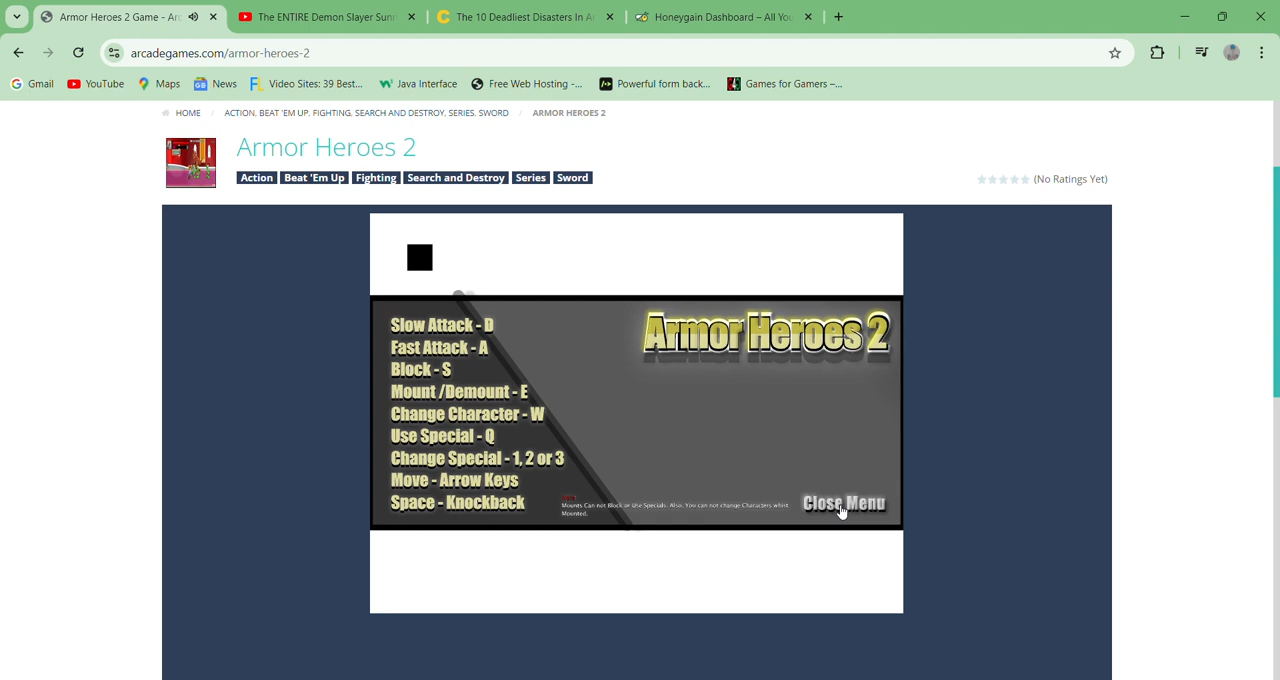 Armor Heroes 2 Game - Arc
The ENTIRE Demon Slayer Sunr
The 10 Deadliest Disasters In A
Honeygain Dashboard – All You
arcadegames.com/armor-heroes-2
Gmail
YouTube
Maps
News
Video Sites: 39 Best...
Java Interface
Free Web Hosting -...
Powerful form back...
Games for Gamers –...
HOME / ACTION, BEAT 'EM UP, FIGHTING, SEARCH AND DESTROY, SERIES, SWORD / ARMOR HEROES 2
Armor Heroes 2
Action Beat 'Em Up Fighting Search and Destroy Series Sword
(No Ratings Yet)
Armor Heroes 2
Slow Attack - D
Fast Attack - A
Block - S
Mount /Demount - E
Change Character - W
Use Special - Q
Change Special - 1, 2 or 3
Move - Arrow Keys
Space - Knockback
Mounts Can not Block or Use Specials. Also, You can not change Characters whilst
Mounted.
Close Menu